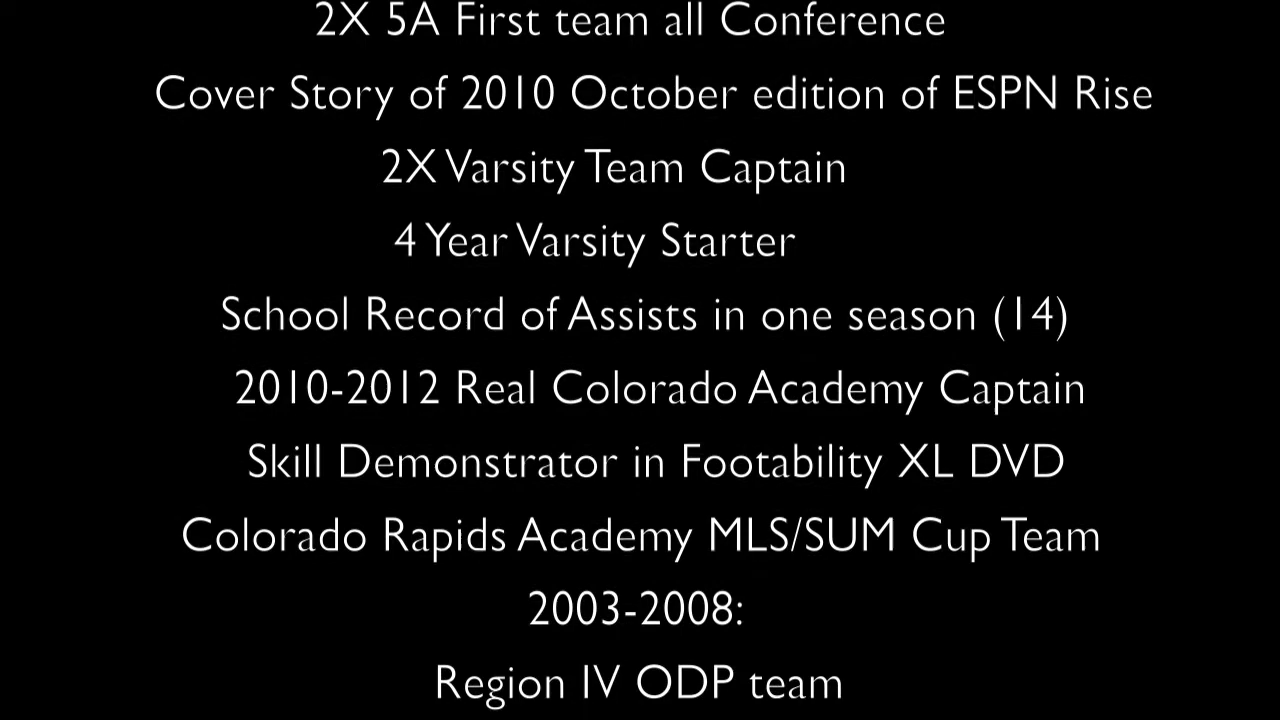 2X 5A First team all Conference
Cover Story of 2010 October edition of ESPN Rise
2X Varsity Team Captain
4 Year Varsity Starter
School Record of Assists in one season (14)
2010-2012 Real Colorado Academy Captain
Skill Demonstrator in Footability XL DVD
Colorado Rapids Academy MLS/SUM Cup Team
2003-2008:
Region IV ODP team